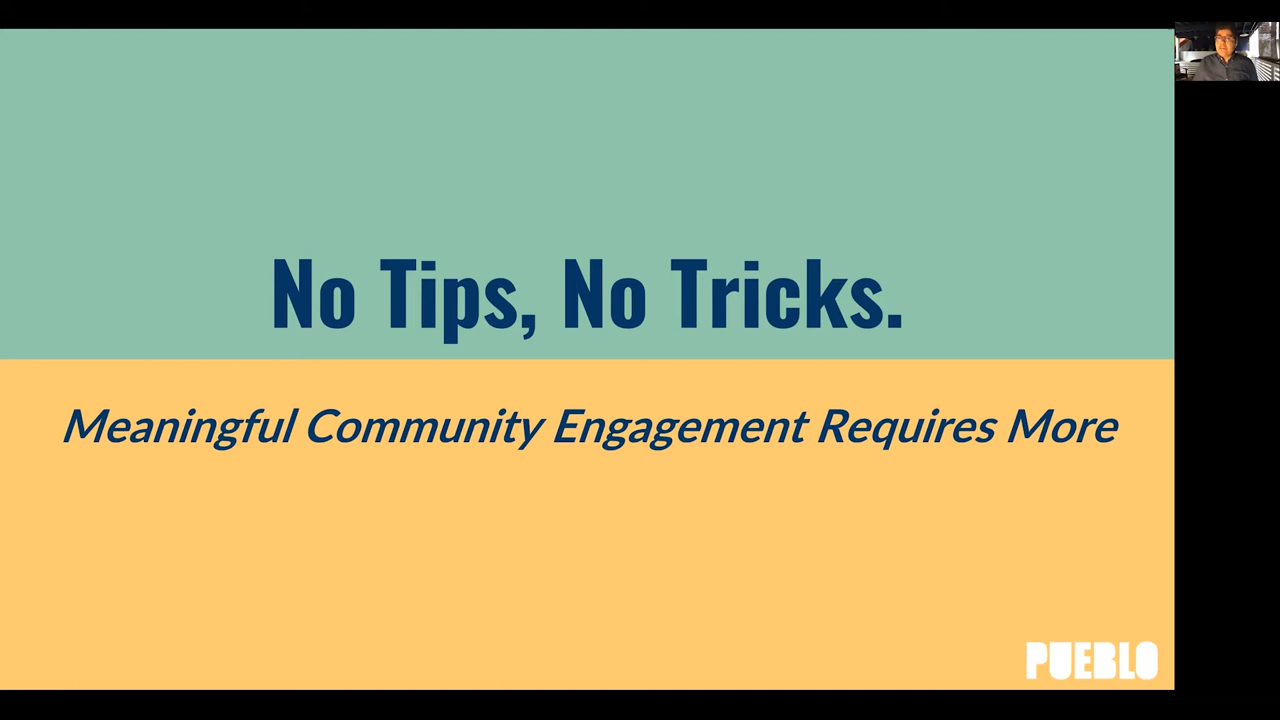 No Tips, No Tricks.
Meaningful Community Engagement Requires More
PUEBLO